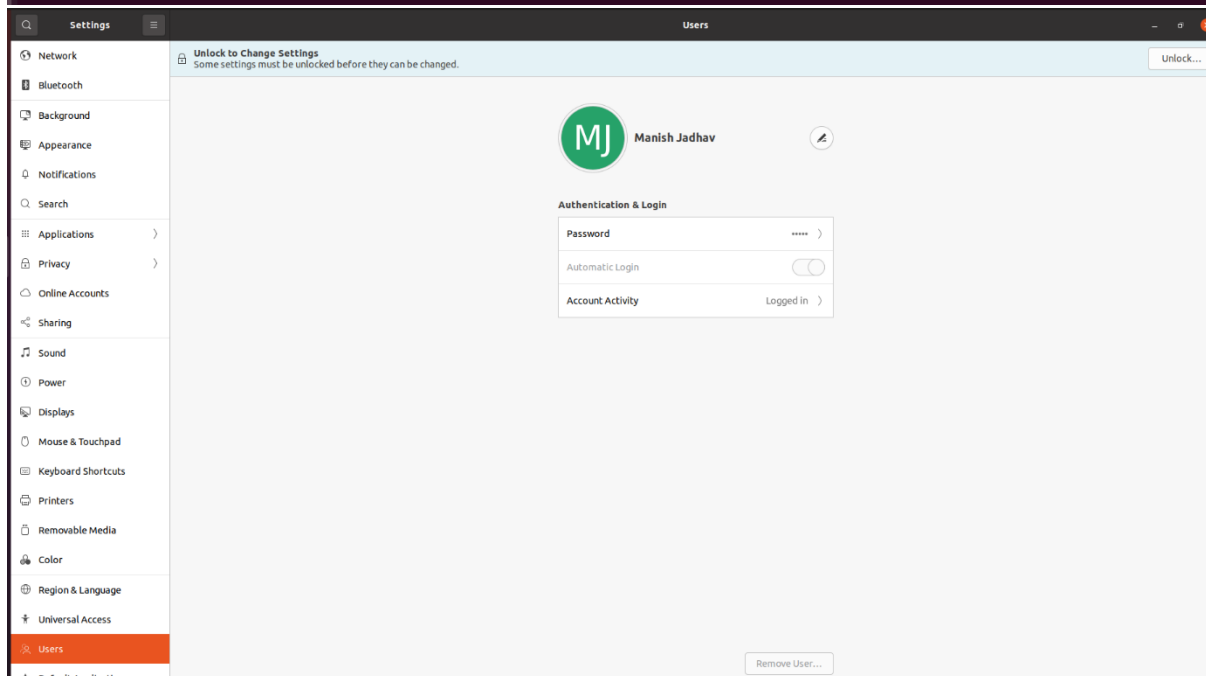 Settings
Users
Network
Bluetooth
Background
Appearance
Notifications
Search
Applications
Privacy
Online Accounts
Sharing
Sound
Power
Displays
Mouse & Touchpad
Keyboard Shortcuts
Printers
Removable Media
Color
Region & Language
Universal Access
Users
Unlock to Change Settings
Some settings must be unlocked before they can be changed.
Unlock...
MJ
Manish Jadhav
Authentication & Login
Password •••••
Automatic Login
Account Activity Logged in
Remove User...